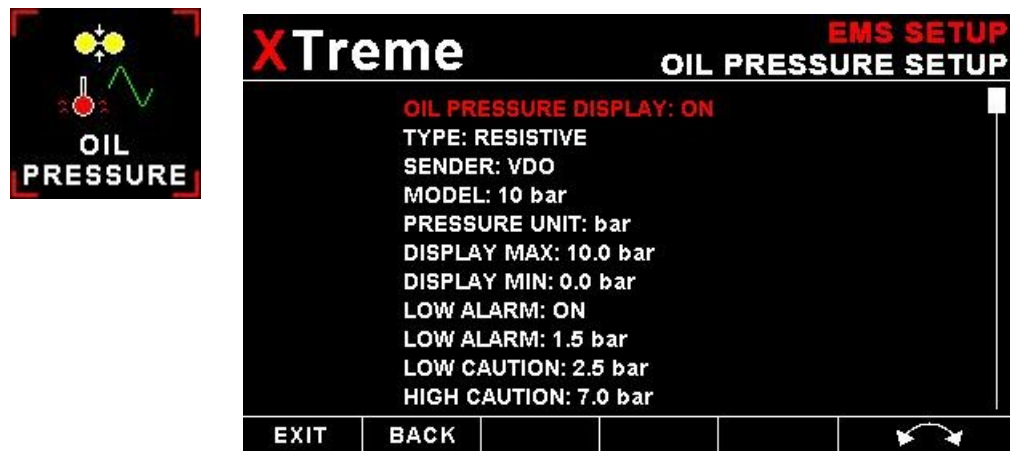 OIL
PRESSURE
XTreme
EMS SETUP
OIL PRESSURE SETUP
OIL PRESSURE DISPLAY: ON
TYPE: RESISTIVE
SENDER: VDO
MODEL: 10 bar
PRESSURE UNIT: bar
DISPLAY MAX: 10.0 bar
DISPLAY MIN: 0.0 bar
LOW ALARM: ON
LOW ALARM: 1.5 bar
LOW CAUTION: 2.5 bar
HIGH CAUTION: 7.0 bar
EXIT BACK